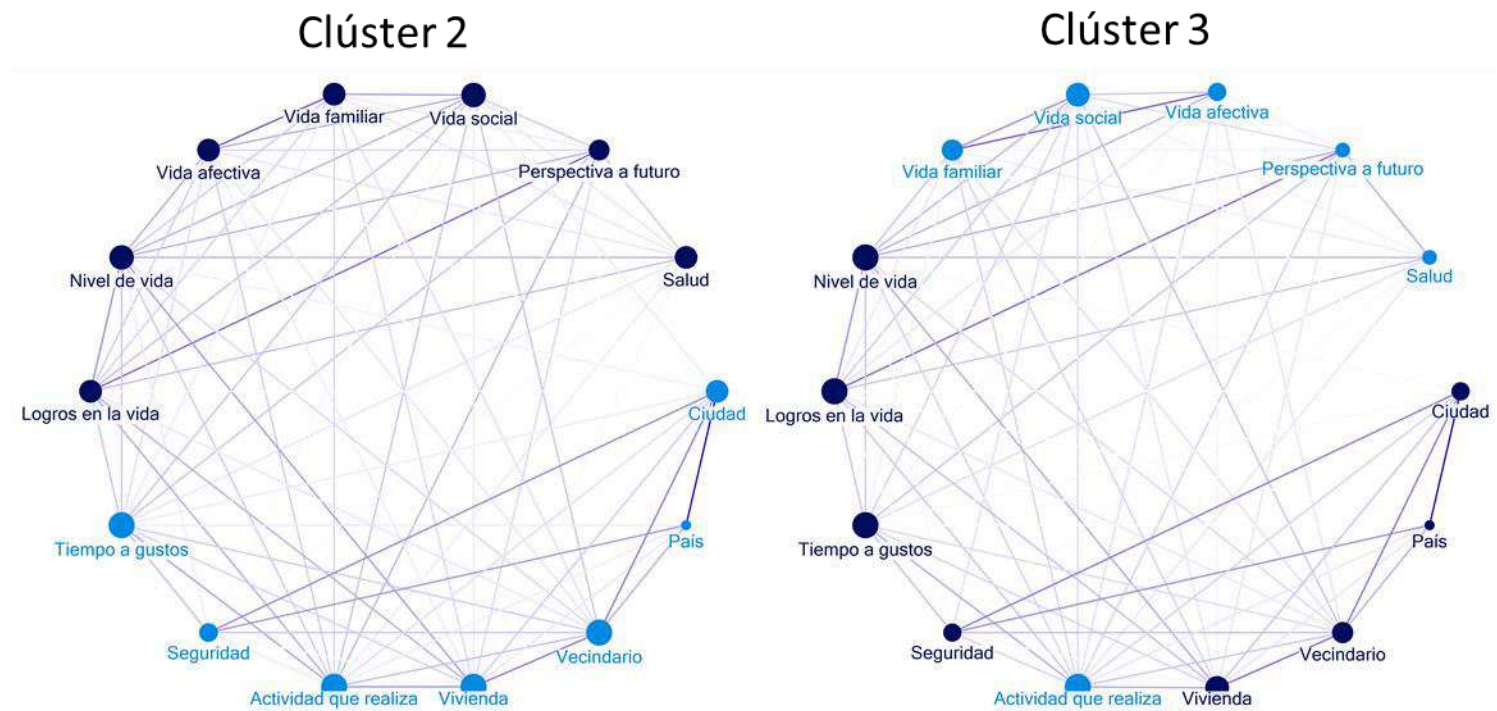 Clúster 2
Vida familiar
Vida social
Vida afectiva
Perspectiva a futuro
Nivel de vida
Salud
Logros en la vida
Ciudad
Tiempo a gustos
País
Seguridad
Vecindario
Actividad que realiza
Vivienda
Clúster 3
Vida social
Vida afectiva
Vida familiar
Perspectiva a futuro
Nivel de vida
Salud
Logros en la vida
Ciudad
Tiempo a gustos
País
Seguridad
Vecindario
Actividad que realiza
Vivienda